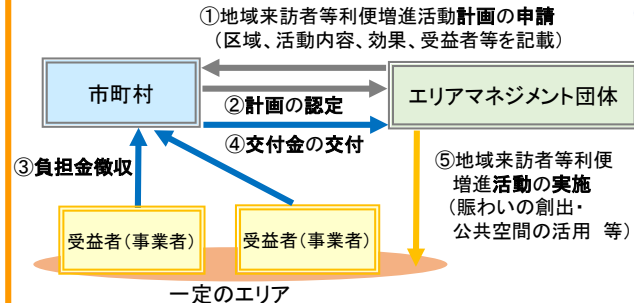 ①地域来訪者等利便増進活動計画の申請
（区域、活動内容、効果、受益者等を記載）
市町村
エリアマネジメント団体
②計画の認定
④交付金の交付
③負担金徴収
⑤地域来訪者等利便
増進活動の実施
（賑わいの創出・
公共空間の活用 等）
受益者（事業者）
受益者（事業者）
一定のエリア